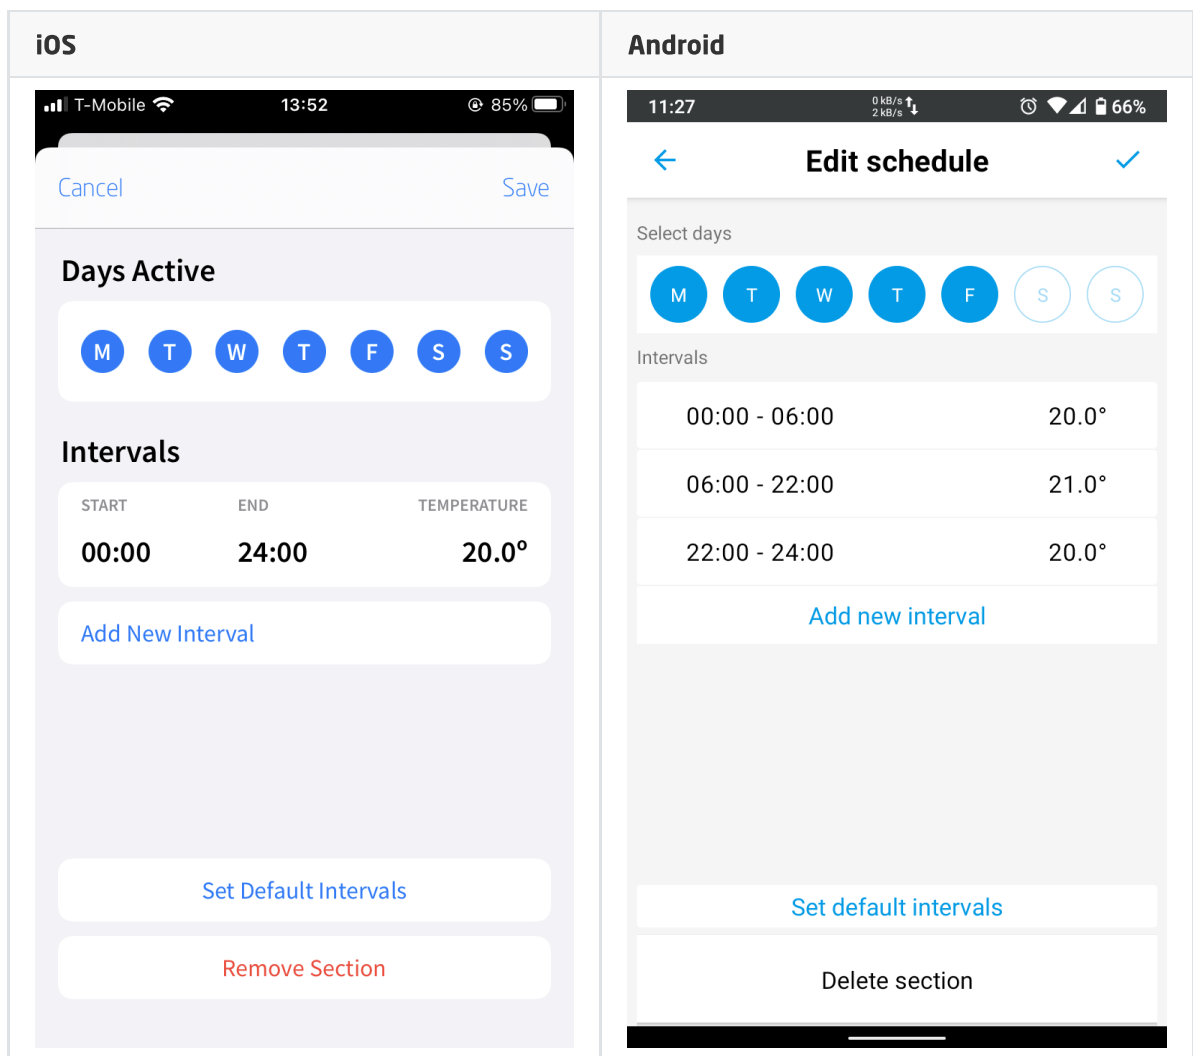 iOS
T-Mobile 13:52 85%
Cancel Save
Days Active
M T W T F S S
Intervals
START END TEMPERATURE
00:00 24:00 20.0°
Add New Interval
Set Default Intervals
Remove Section
Android
11:27 0 kB/s 66%
2 kB/s
Edit schedule
Select days
M T W T F S S
Intervals
00:00 - 06:00 20.0°
06:00 - 22:00 21.0°
22:00 - 24:00 20.0°
Add new interval
Set default intervals
Delete section